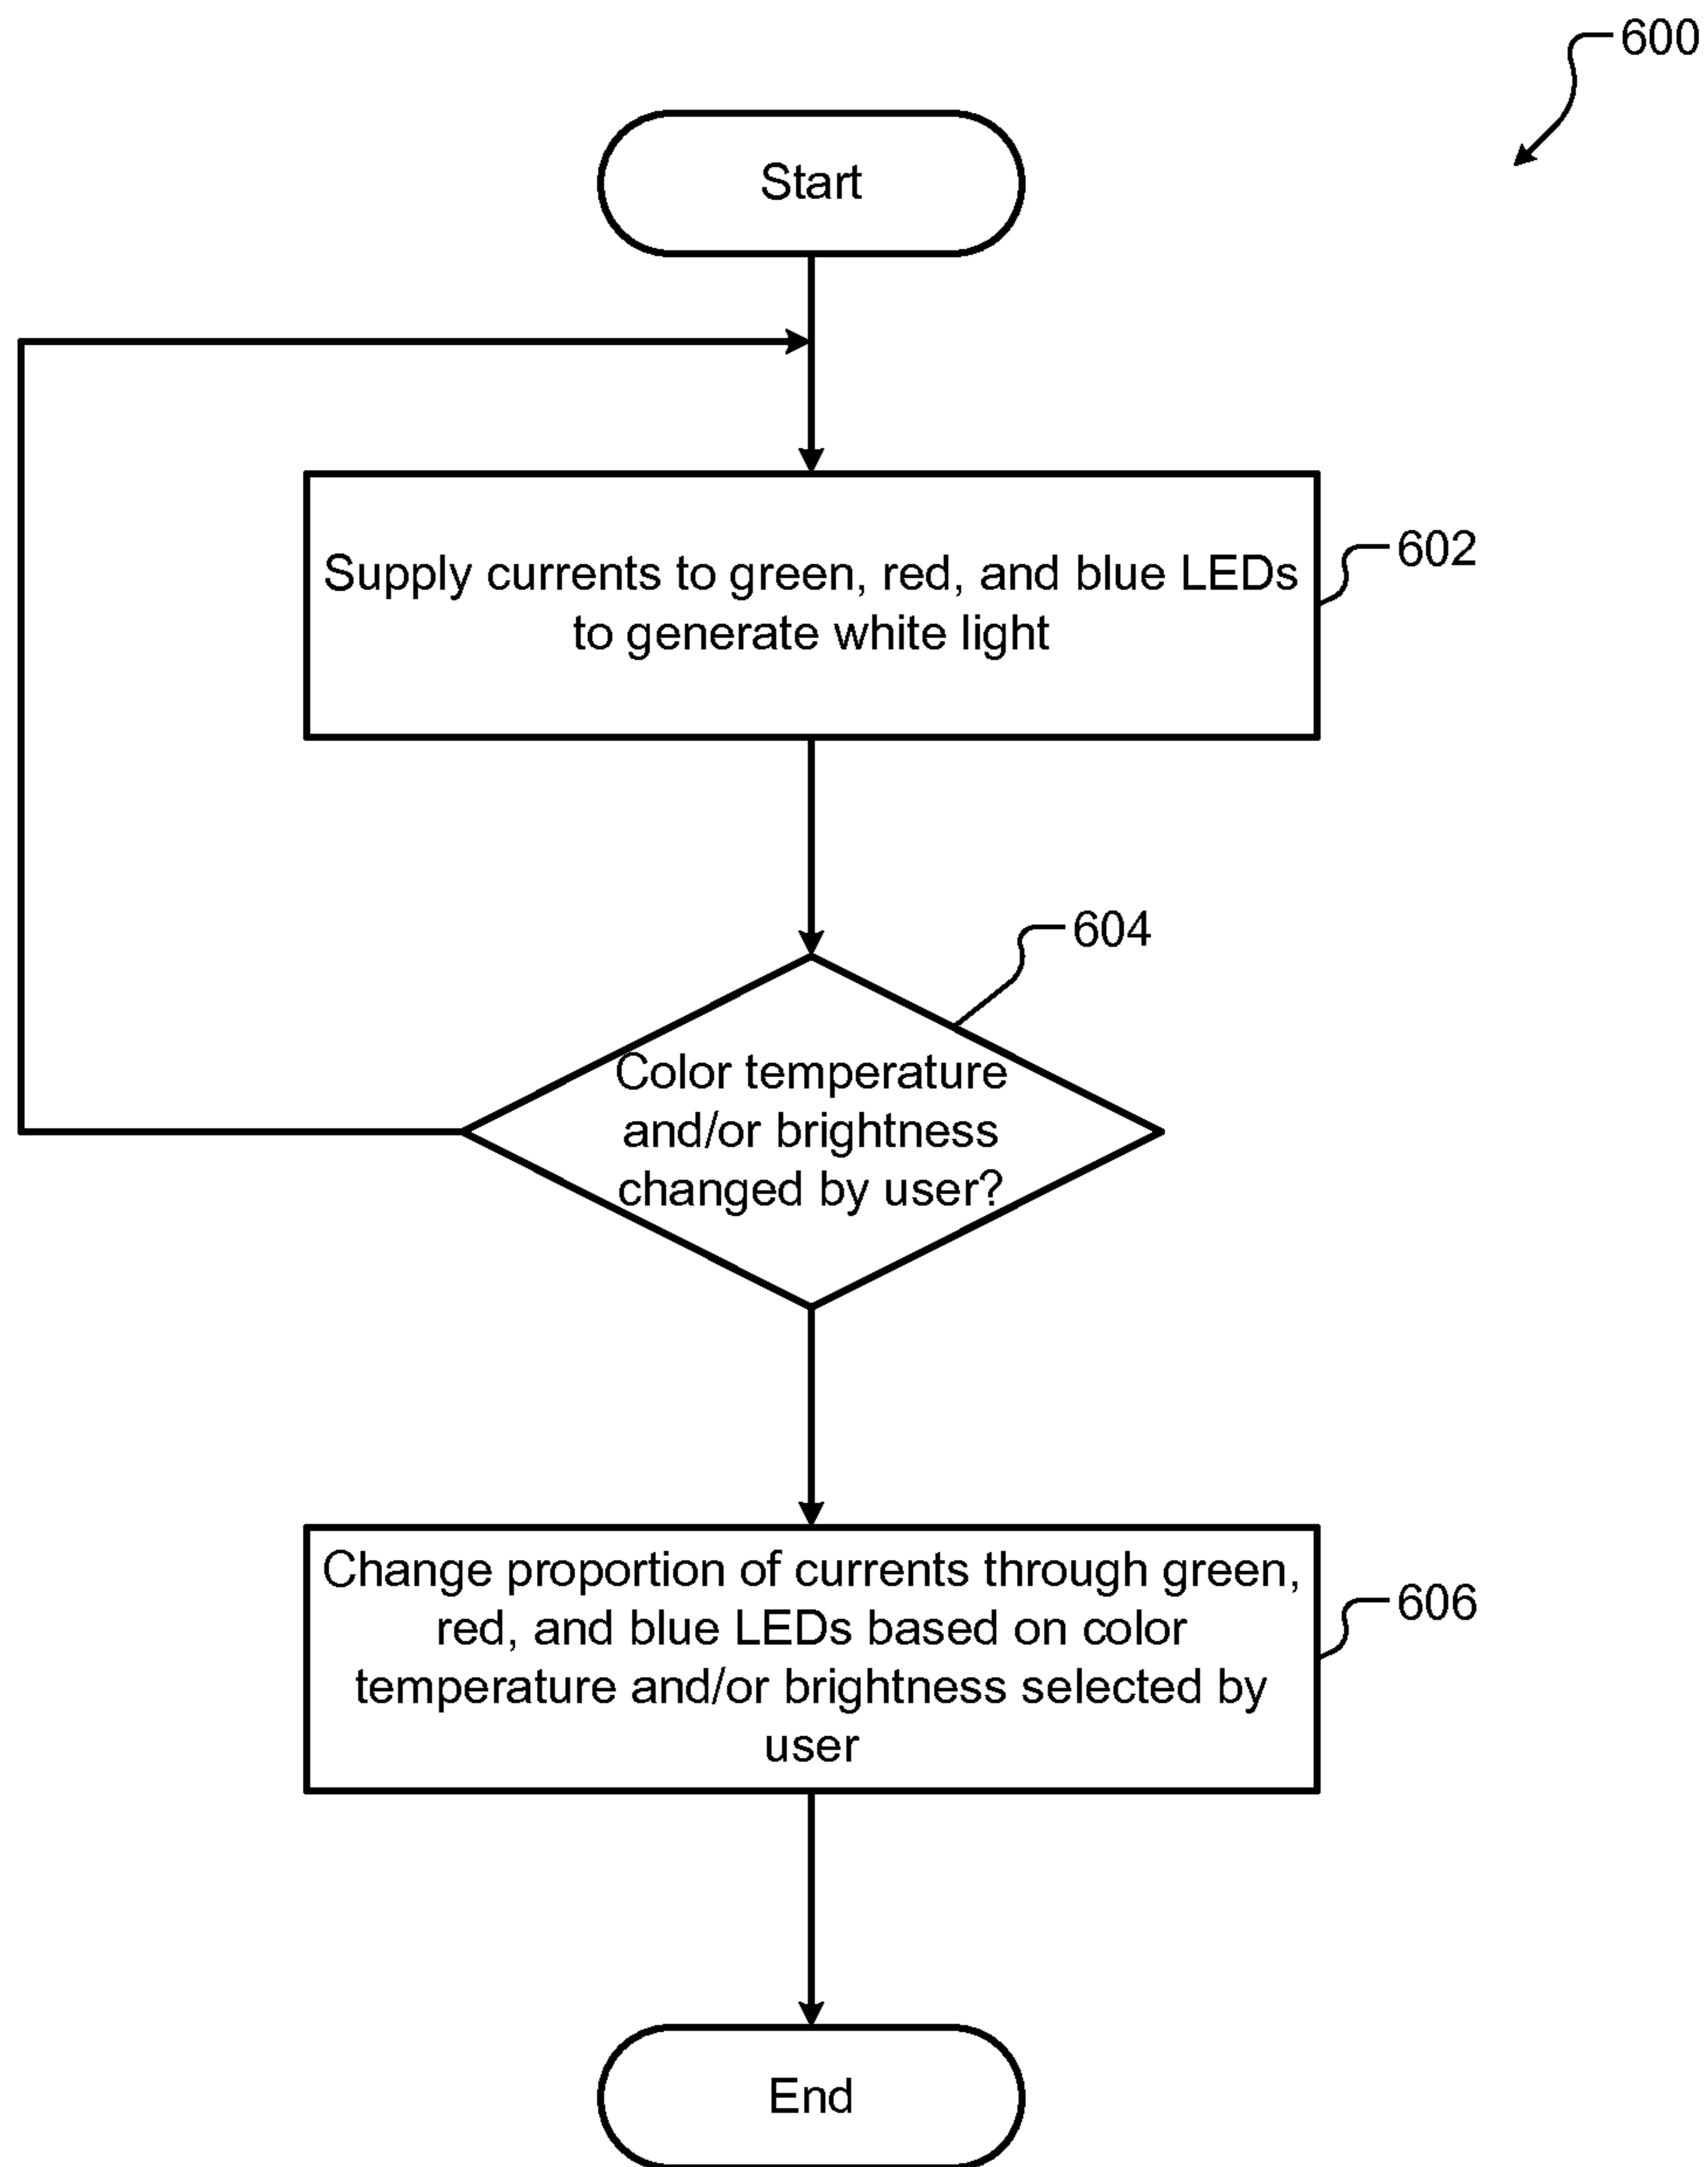 600
Start
Supply currents to green, red, and blue LEDs
to generate white light
602
604
Color temperature
and/or brightness
changed by user?
Change proportion of currents through green,
red, and blue LEDs based on color
temperature and/or brightness selected by
user
606
End